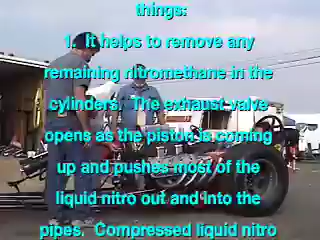 things:
1.  It helps to remove any
remaining nitromethane in the
cylinders.  The exhaust valve
opens as the piston is coming
up and pushes most of the
liquid nitro out and into the
pipes.  Compressed liquid nitro